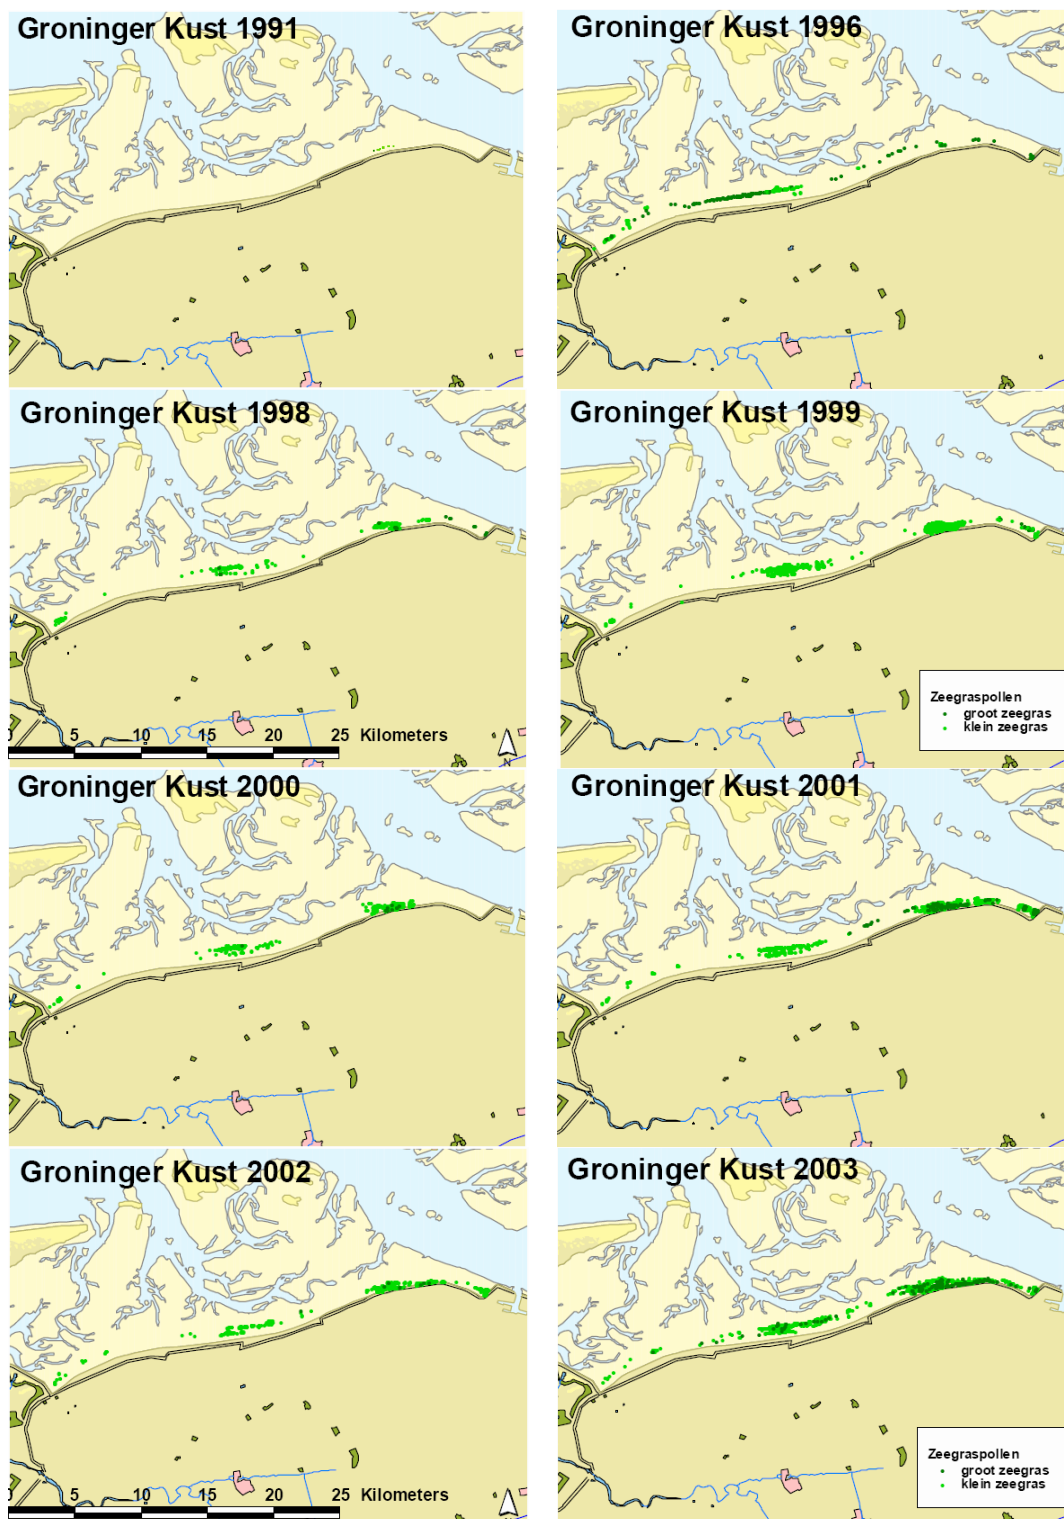 Groninger Kust 1991
Groninger Kust 1996
Groninger Kust 1998
Groninger Kust 1999
Zeegraspollen
groot zeegras
klein zeegras
0 5 10 15 20 25 Kilometers
N
Groninger Kust 2000
Groninger Kust 2001
Groninger Kust 2002
Groninger Kust 2003
Zeegraspollen
groot zeegras
klein zeegras
0 5 10 15 20 25 Kilometers
N